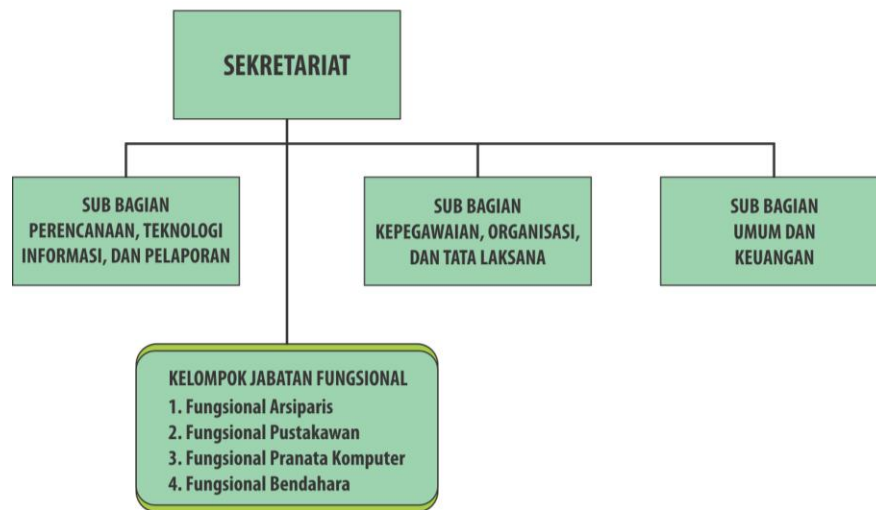 SEKRETARIAT
SUB BAGIAN
PERENCANAAN, TEKNOLOGI
INFORMASI, DAN PELAPORAN
SUB BAGIAN
KEPEGAWAIAN, ORGANISASI,
DAN TATA LAKSANA
SUB BAGIAN
UMUM DAN
KEUANGAN
KELOMPOK JABATAN FUNGSIONAL
1. Fungsional Arsiparis
2. Fungsional Pustakawan
3. Fungsional Pranata Komputer
4. Fungsional Bendahara